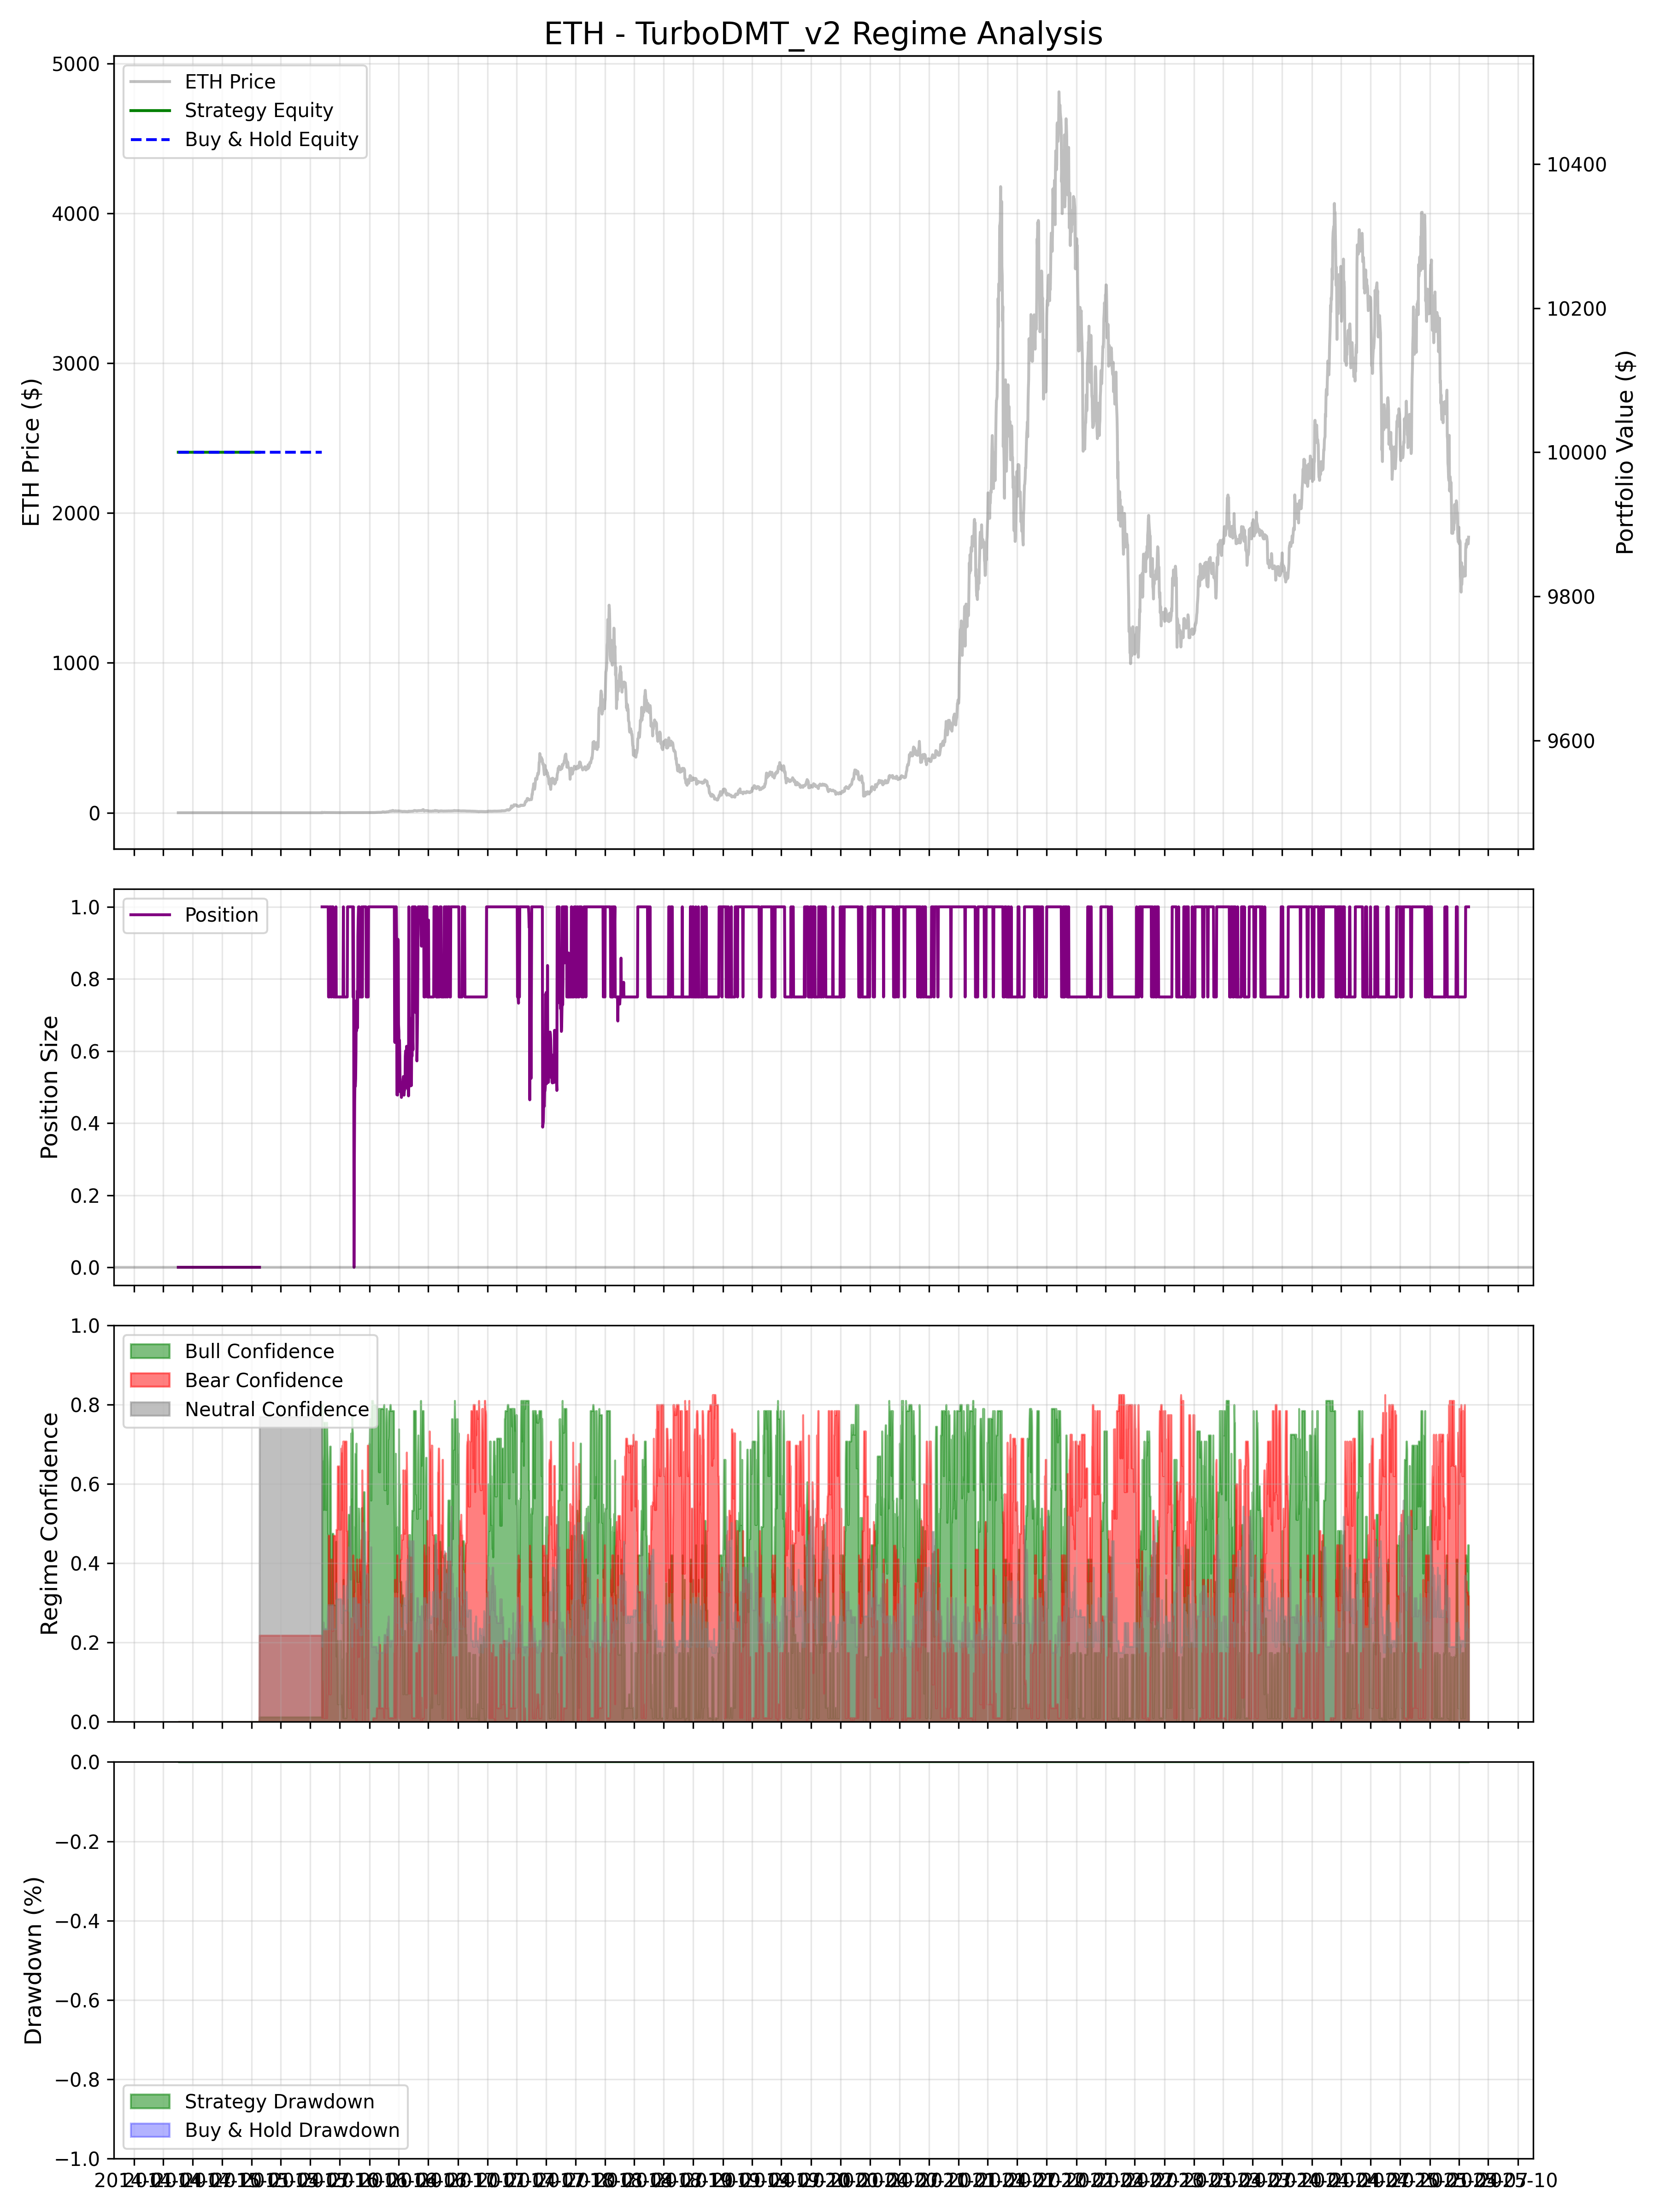 ETH - TurboDMT_v2 Regime Analysis
ETH Price
Strategy Equity
Buy & Hold Equity
5000
4000
3000
2000
1000
0
ETH Price ($)
10400
10200
10000
9800
9600
Portfolio Value ($)
Position
1.0
0.8
0.6
0.4
0.2
0.0
Position Size
Bull Confidence
Bear Confidence
Neutral Confidence
1.0
0.8
0.6
0.4
0.2
0.0
Regime Confidence
0.0
−0.2
−0.4
−0.6
−0.8
−1.0
Drawdown (%)
Strategy Drawdown
Buy & Hold Drawdown